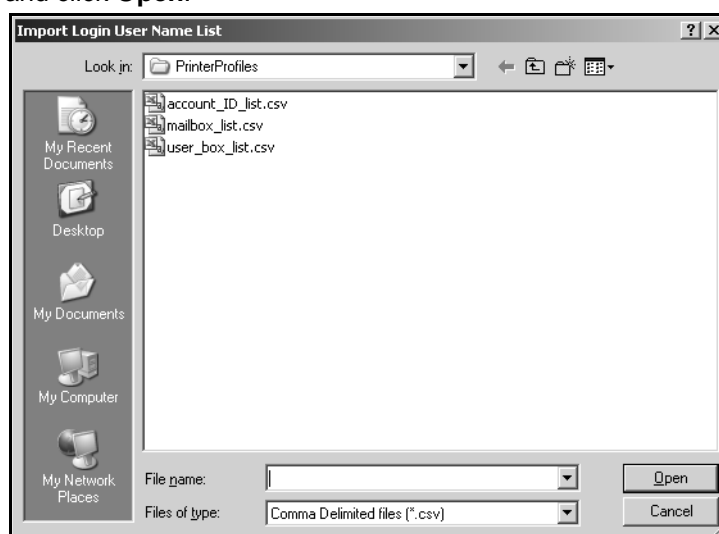 and click Open.
Import Login User Name List
Look in: PrinterProfiles
account_ID_list.csv
mailbox_list.csv
user_box_list.csv
My Recent
Documents
Desktop
My Documents
My Computer
My Network
Places
File name:
Open
Files of type: Comma Delimited files (*.csv)
Cancel